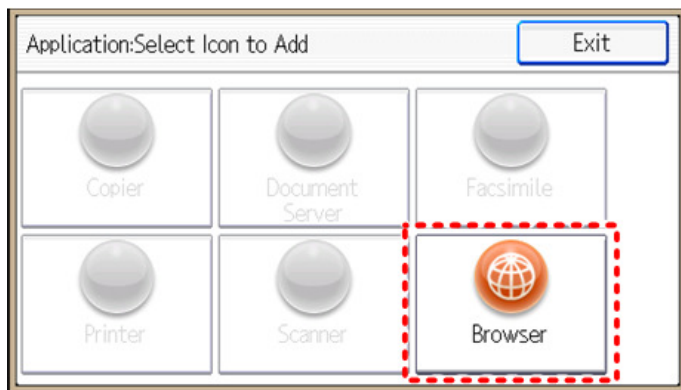 Application:Select Icon to Add
Exit
Copier
Document
Server
Facsimile
Printer
Scanner
Browser